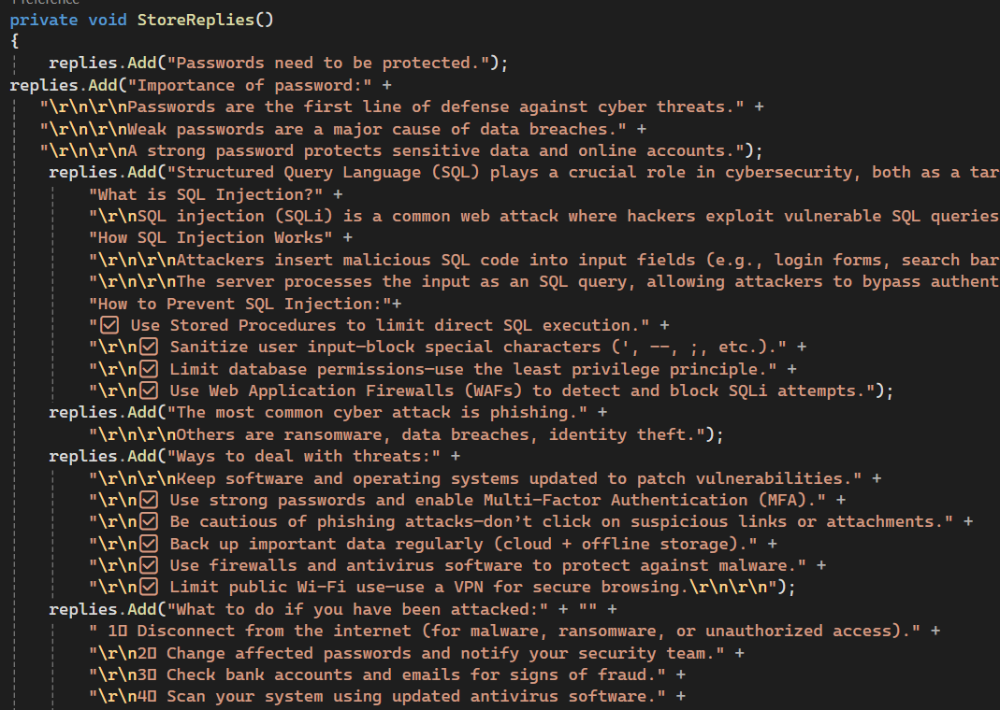 Preference
private void StoreReplies()
{
replies.Add("Passwords need to be protected.");
replies.Add("Importance of password:" +
"\r\n\r\nPasswords are the first line of defense against cyber threats." +
"\r\n\r\nWeak passwords are a major cause of data breaches." +
"\r\n\r\nA strong password protects sensitive data and online accounts.");
replies.Add("Structured Query Language (SQL) plays a crucial role in cybersecurity, both as a tar
"What is SQL Injection?" +
"\r\nSQL injection (SQLi) is a common web attack where hackers exploit vulnerable SQL queries
"How SQL Injection Works" +
"\r\n\r\nAttackers insert malicious SQL code into input fields (e.g., login forms, search bar
"\r\n\r\nThe server processes the input as an SQL query, allowing attackers to bypass authent
"How to Prevent SQL Injection:"+
"☑ Use Stored Procedures to limit direct SQL execution." +
"\r\n☑ Sanitize user input—block special characters (', --, ;, etc.)." +
"\r\n☑ Limit database permissions—use the least privilege principle." +
"\r\n☑ Use Web Application Firewalls (WAFs) to detect and block SQLi attempts.");
replies.Add("The most common cyber attack is phishing." +
"\r\n\r\nOthers are ransomware, data breaches, identity theft.");
replies.Add("Ways to deal with threats:" +
"\r\n\r\nKeep software and operating systems updated to patch vulnerabilities." +
"\r\n☑ Use strong passwords and enable Multi-Factor Authentication (MFA)." +
"\r\n☑ Be cautious of phishing attacks—don’t click on suspicious links or attachments." +
"\r\n☑ Back up important data regularly (cloud + offline storage)." +
"\r\n☑ Use firewalls and antivirus software to protect against malware." +
"\r\n☑ Limit public Wi-Fi use—use a VPN for secure browsing.\r\n\r\n");
replies.Add("What to do if you have been attacked:" + "" +
" 1▯ Disconnect from the internet (for malware, ransomware, or unauthorized access)." +
"\r\n2▯ Change affected passwords and notify your security team." +
"\r\n3▯ Check bank accounts and emails for signs of fraud." +
"\r\n4▯ Scan your system using updated antivirus software." +